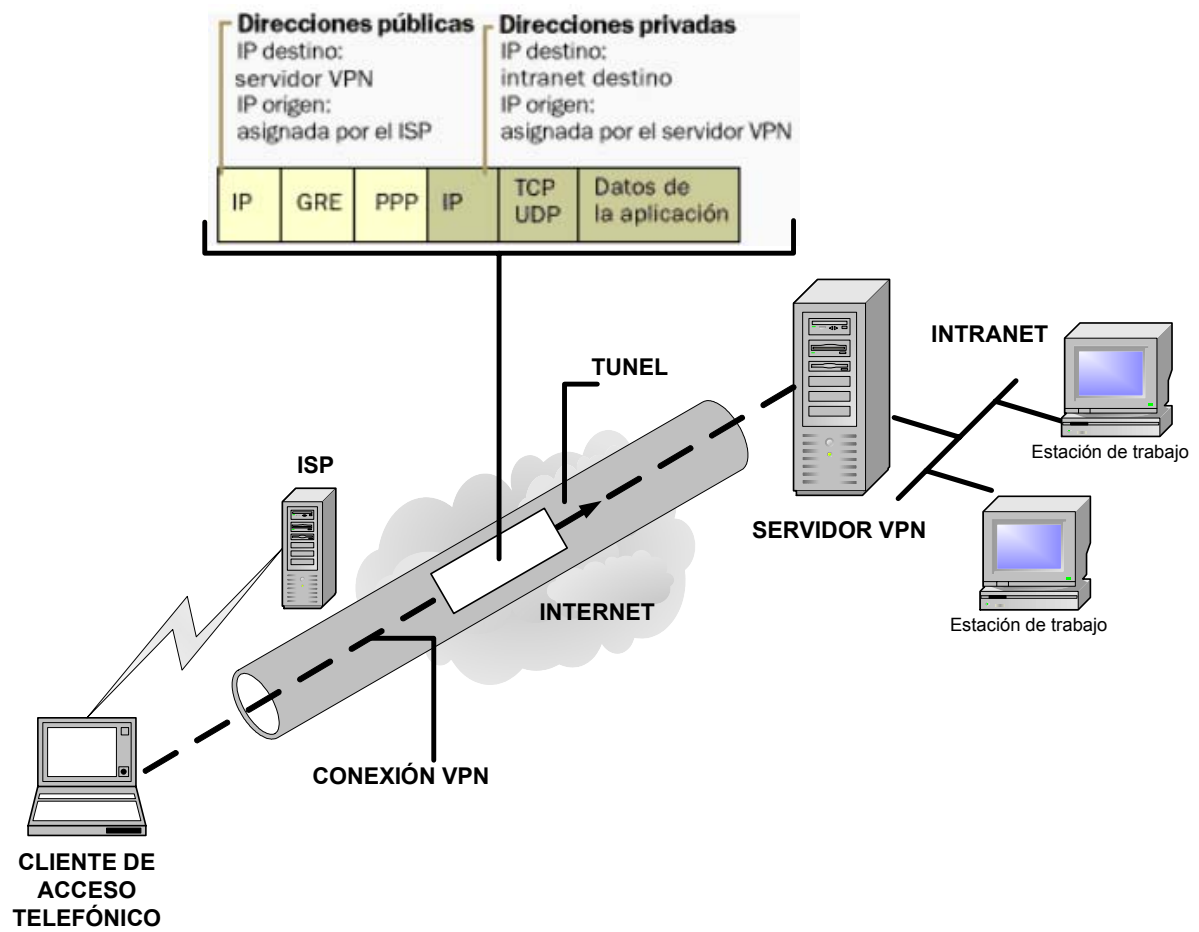 Direcciones públicas
IP destino:
servidor VPN
IP origen:
asignada por el ISP
Direcciones privadas
IP destino:
intranet destino
IP origen:
asignada por el servidor VPN
IP
GRE
PPP
IP
TCP
UDP
Datos de
la aplicación
TUNEL
INTRANET
Estación de trabajo
ISP
SERVIDOR VPN
INTERNET
Estación de trabajo
CONEXIÓN VPN
CLIENTE DE
ACCESO
TELEFÓNICO